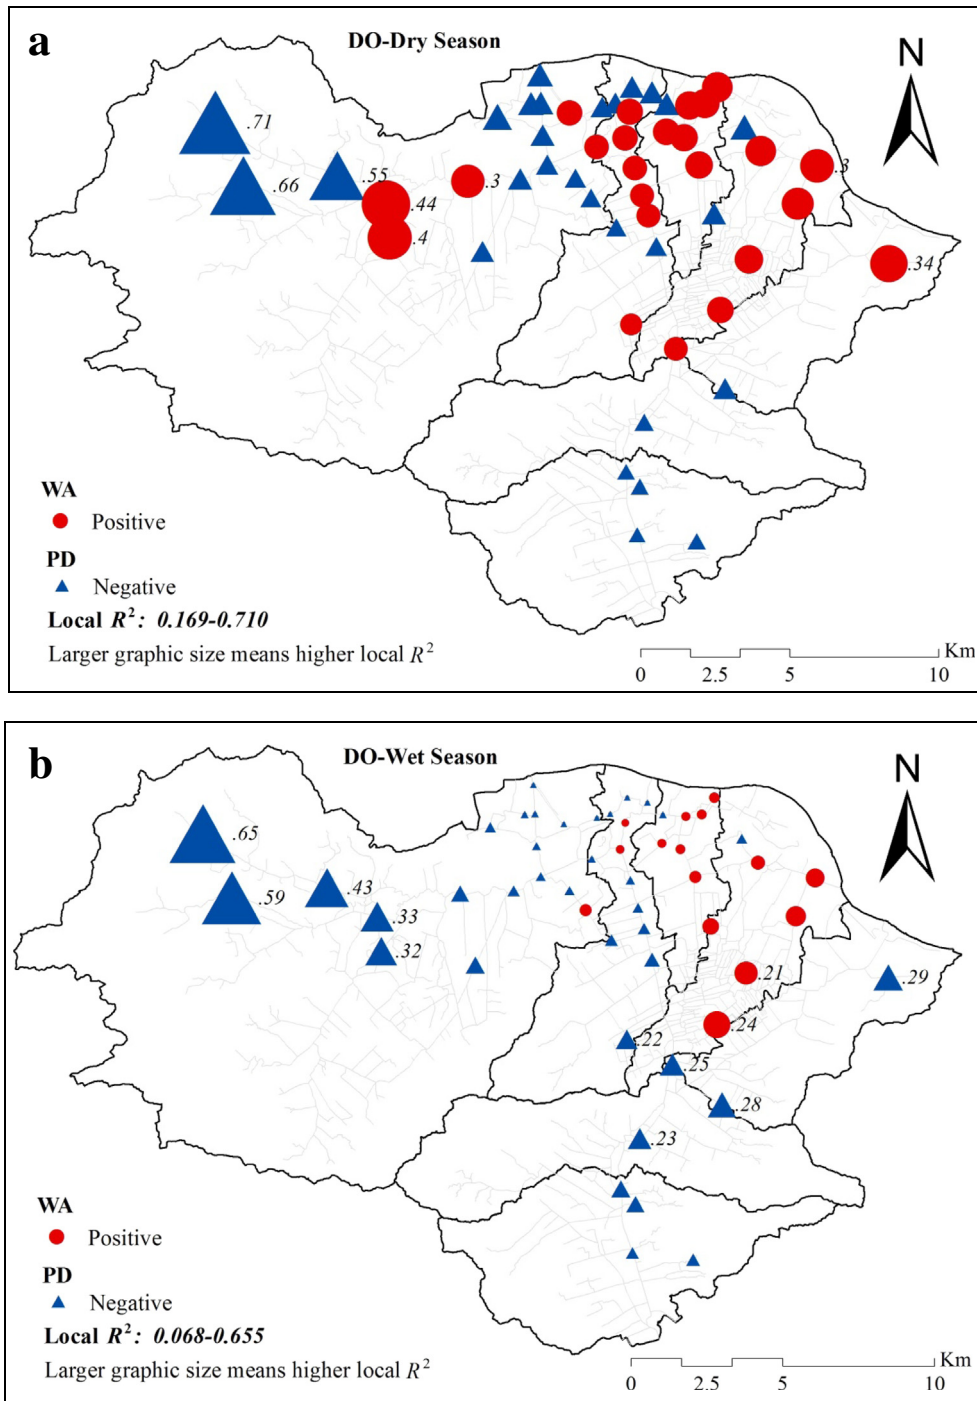 a
DO-Dry Season
N
.71
.66
.55
.44
.4
.3
.3
.34
WA
Positive
PD
Negative
Local R²: 0.169-0.710
Larger graphic size means higher local R²
Km
0 2.5 5 10
b
DO-Wet Season
N
.65
.59
.43
.33
.32
.29
.21
.24
.22
.25
.28
.23
WA
Positive
PD
Negative
Local R²: 0.068-0.655
Larger graphic size means higher local R²
Km
0 2.5 5 10